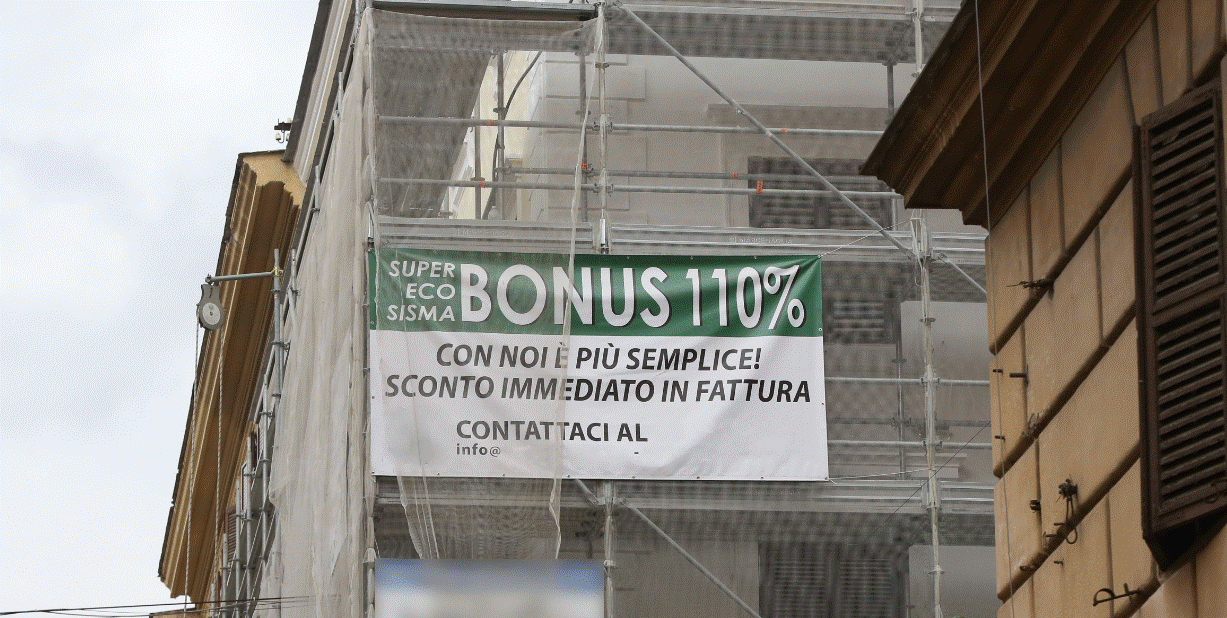 SUPER
ECO
SISMA
BONUS 110%
CON NOI È PIÙ SEMPLICE!
SCONTO IMMEDIATO IN FATTURA
CONTATTACI AL
info@ -